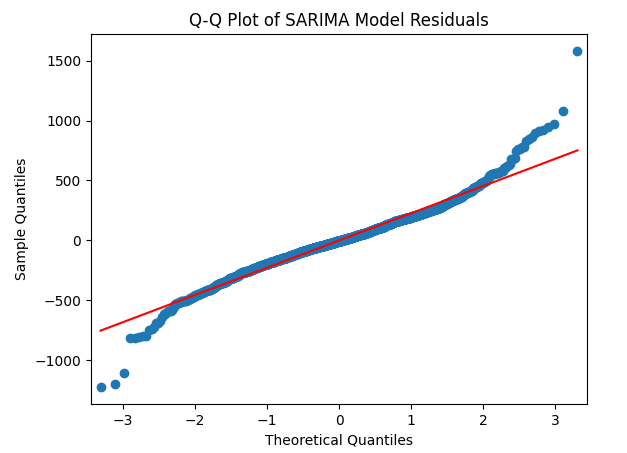 Q-Q Plot of SARIMA Model Residuals
1500
1000
500
0
−500
−1000
Sample Quantiles
−3 −2 −1 0 1 2 3
Theoretical Quantiles